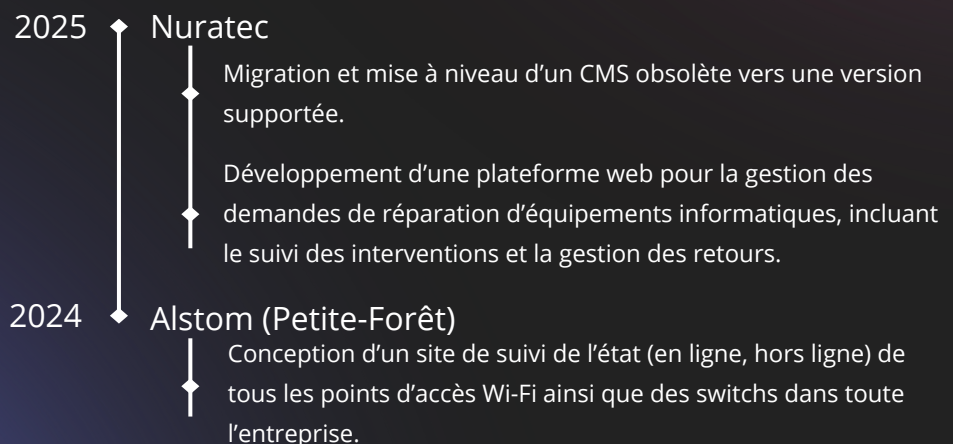 2025 Nuratec
Migration et mise à niveau d’un CMS obsolète vers une version
supportée.
Développement d’une plateforme web pour la gestion des
demandes de réparation d’équipements informatiques, incluant
le suivi des interventions et la gestion des retours.
2024 Alstom (Petite-Forêt)
Conception d’un site de suivi de l’état (en ligne, hors ligne) de
tous les points d’accès Wi-Fi ainsi que des switchs dans toute
l’entreprise.